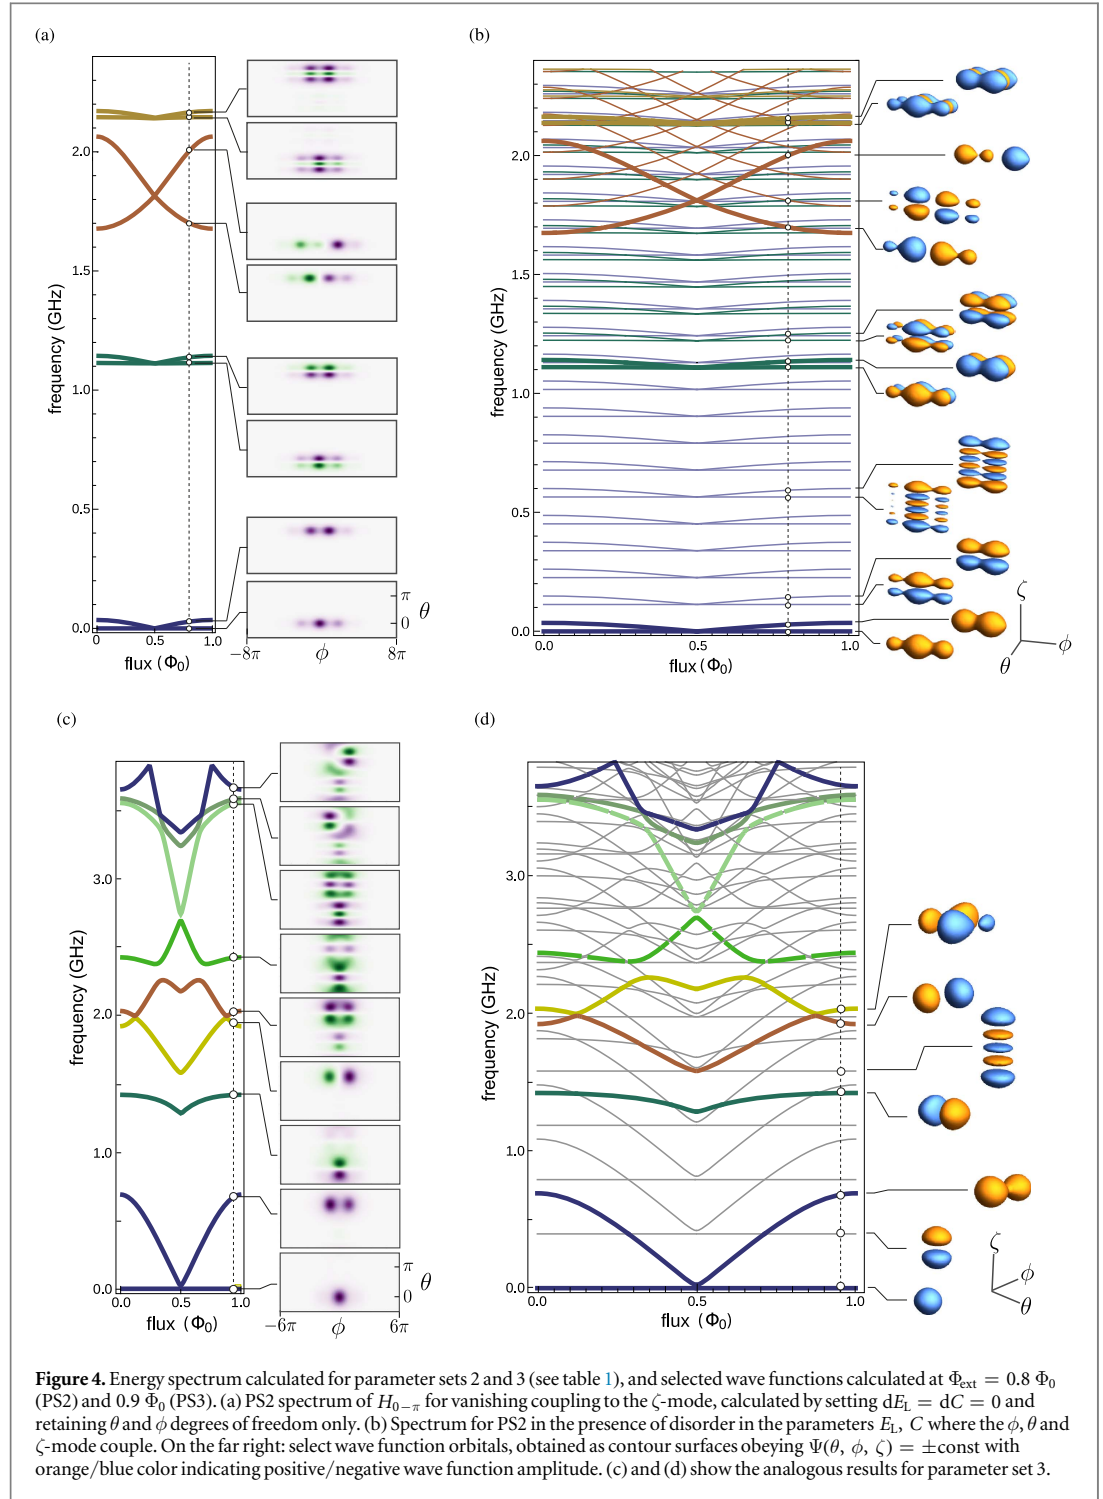 (a)
(b)
2.0
1.5
1.0
0.5
0.0
frequency (GHz)
0.0
0.5
1.0
flux (Φ₀)
−8π
ϕ
8π
π
0
θ
2.0
1.5
1.0
0.5
0.0
frequency (GHz)
0.0
0.5
1.0
flux (Φ₀)
ζ
ϕ
θ
(c)
(d)
3.0
2.0
1.0
0.0
frequency (GHz)
0.0
0.5
1.0
flux (Φ₀)
−6π
ϕ
6π
π
0
θ
3.0
2.0
1.0
0.0
frequency (GHz)
0.0
0.5
1.0
flux (Φ₀)
ζ
ϕ
θ
Figure 4. Energy spectrum calculated for parameter sets 2 and 3 (see table 1), and selected wave functions calculated at Φext = 0.8 Φ₀
(PS2) and 0.9 Φ₀ (PS3). (a) PS2 spectrum of H₀₋π for vanishing coupling to the ζ-mode, calculated by setting dE_L = dC = 0 and
retaining θ and ϕ degrees of freedom only. (b) Spectrum for PS2 in the presence of disorder in the parameters E_L, C where the ϕ, θ and
ζ-mode couple. On the far right: select wave function orbitals, obtained as contour surfaces obeying Ψ(θ, ϕ, ζ) = ±const with
orange/blue color indicating positive/negative wave function amplitude. (c) and (d) show the analogous results for parameter set 3.